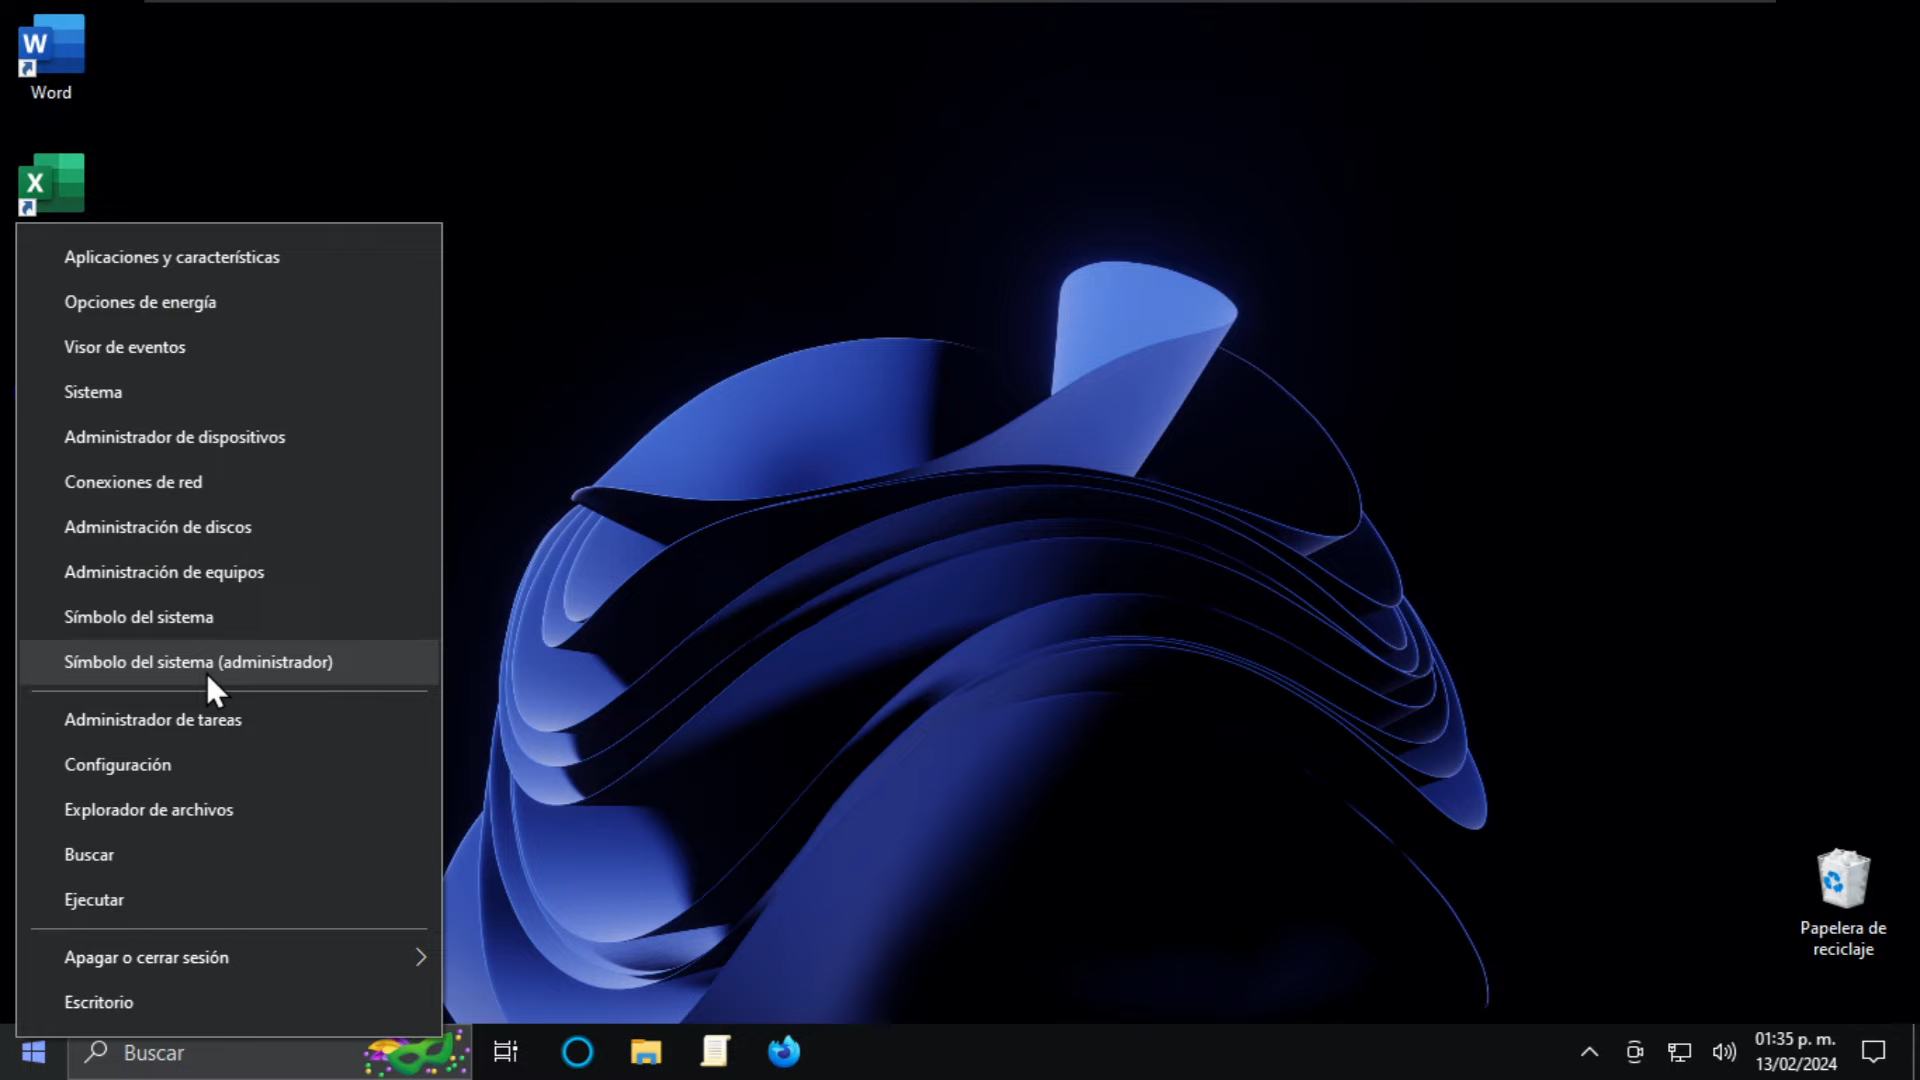 W
Word
X
Aplicaciones y características
Opciones de energía
Visor de eventos
Sistema
Administrador de dispositivos
Conexiones de red
Administración de discos
Administración de equipos
Símbolo del sistema
Símbolo del sistema (administrador)
Administrador de tareas
Configuración
Explorador de archivos
Buscar
Ejecutar
Apagar o cerrar sesión
Escritorio
Papelera de
reciclaje
Buscar
01:35 p. m.
13/02/2024